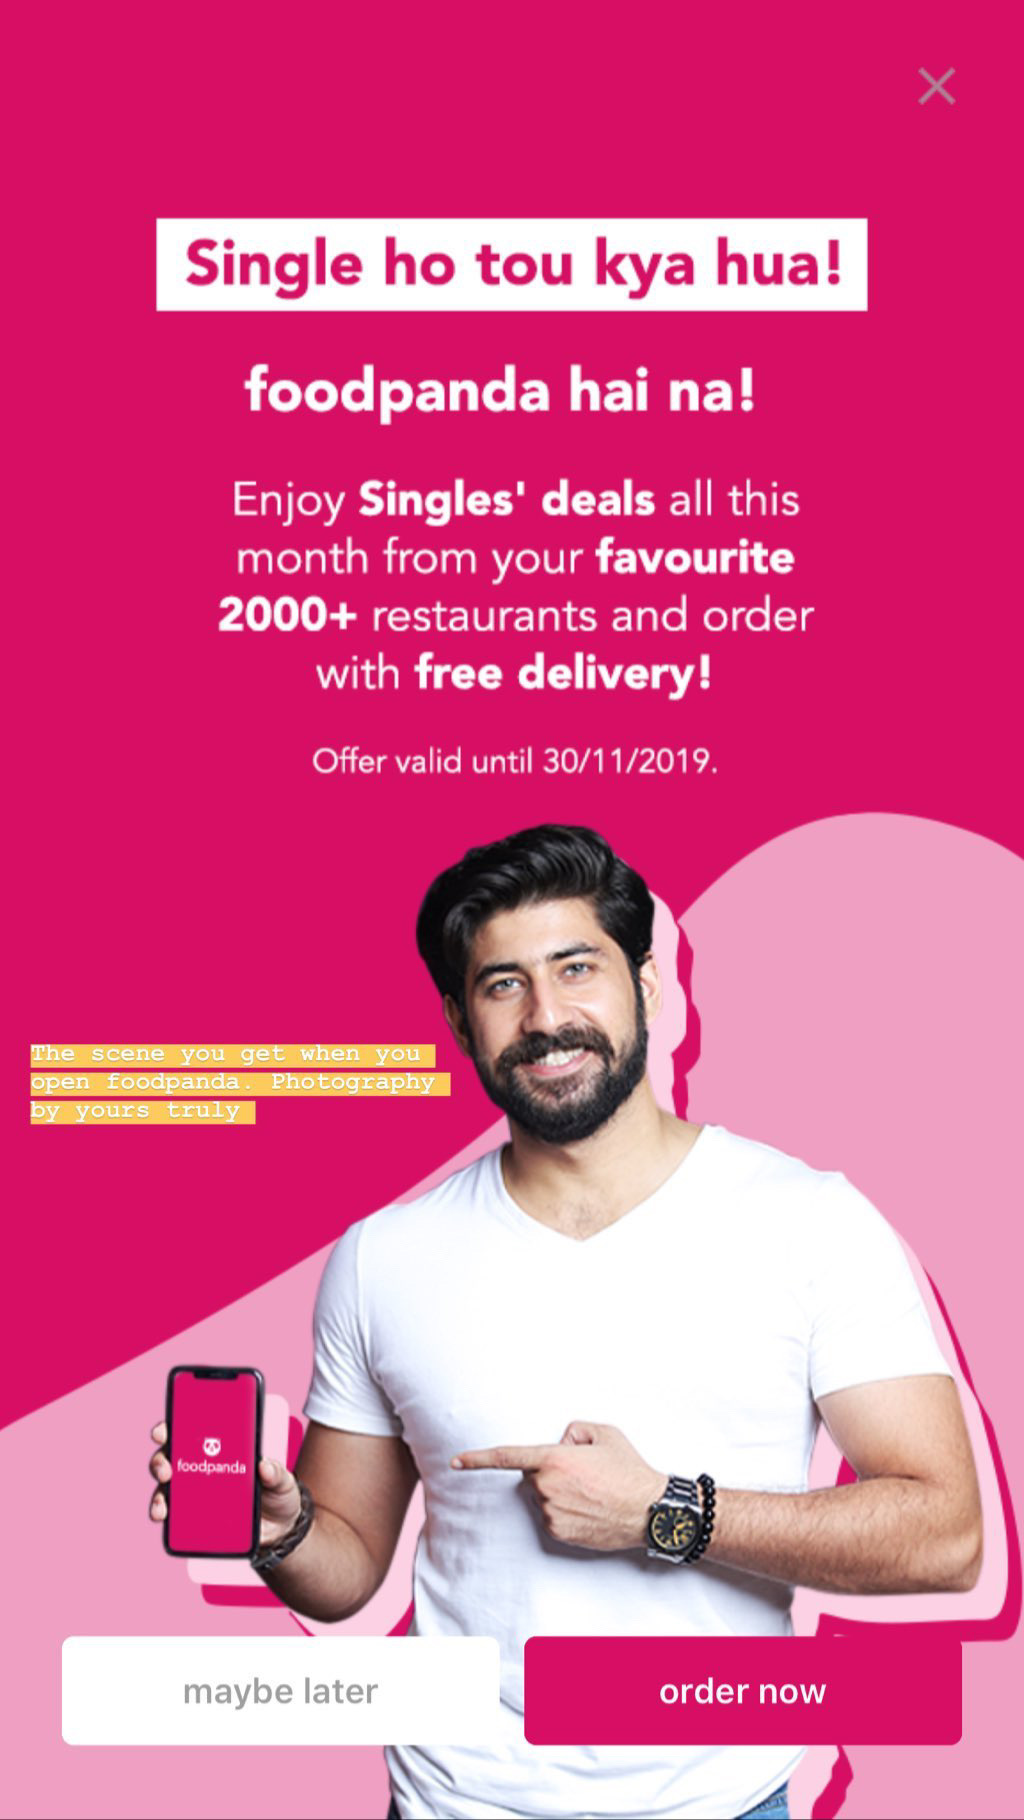 Single ho tou kya hua!
foodpanda hai na!
Enjoy Singles' deals all this
month from your favourite
2000+ restaurants and order
with free delivery!
Offer valid until 30/11/2019.
The scene you get when you
open foodpanda. Photography
by yours truly
foodpanda
maybe later
order now